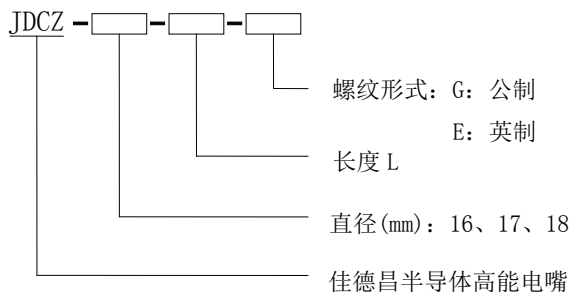 JDCZ - □ - □ - □
螺纹形式：G：公制
E：英制
长度L
直径(mm)：16、17、18
佳德昌半导体高能电嘴